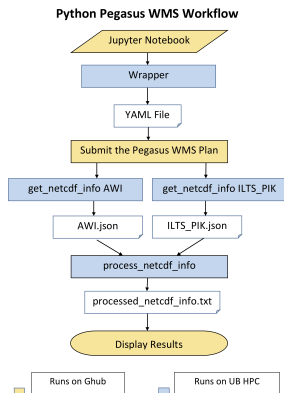 Python Pegasus WMS Workflow
Jupyter Notebook
Wrapper
YAML File
Submit the Pegasus WMS Plan
get_netcdf_info AWI
get_netcdf_info ILTS_PIK
AWI.json
ILTS_PIK.json
process_netcdf_info
processed_netcdf_info.txt
Display Results
Runs on Ghub
Runs on UB HPC